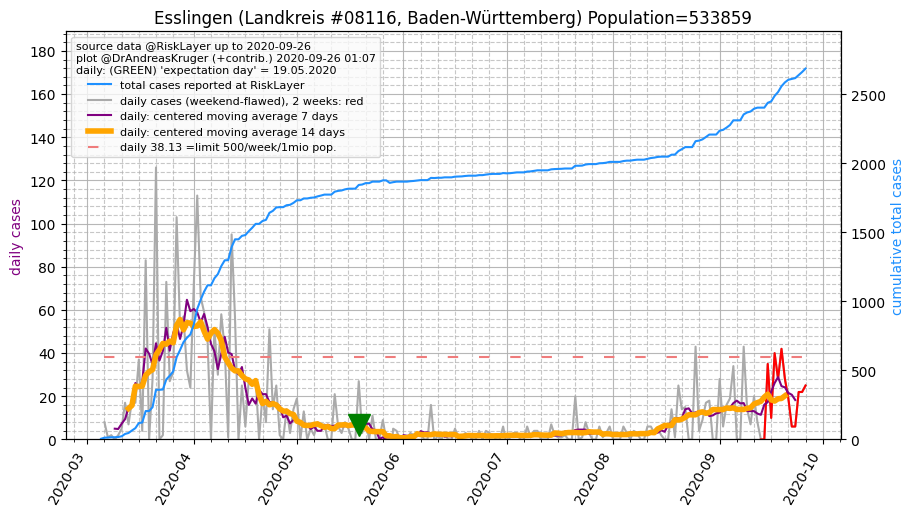 Esslingen (Landkreis #08116, Baden-Württemberg) Population=533859
source data @RiskLayer up to 2020-09-26
plot @DrAndreasKruger (+contrib.) 2020-09-26 01:07
daily: (GREEN) 'expectation day' = 19.05.2020
total cases reported at RiskLayer
daily cases (weekend-flawed), 2 weeks: red
daily: centered moving average 7 days
daily: centered moving average 14 days
daily 38.13 =limit 500/week/1mio pop.
daily cases
180
160
140
120
100
80
60
40
20
0
cumulative total cases
2500
2000
1500
1000
500
0
2020-03
2020-04
2020-05
2020-06
2020-07
2020-08
2020-09
2020-10